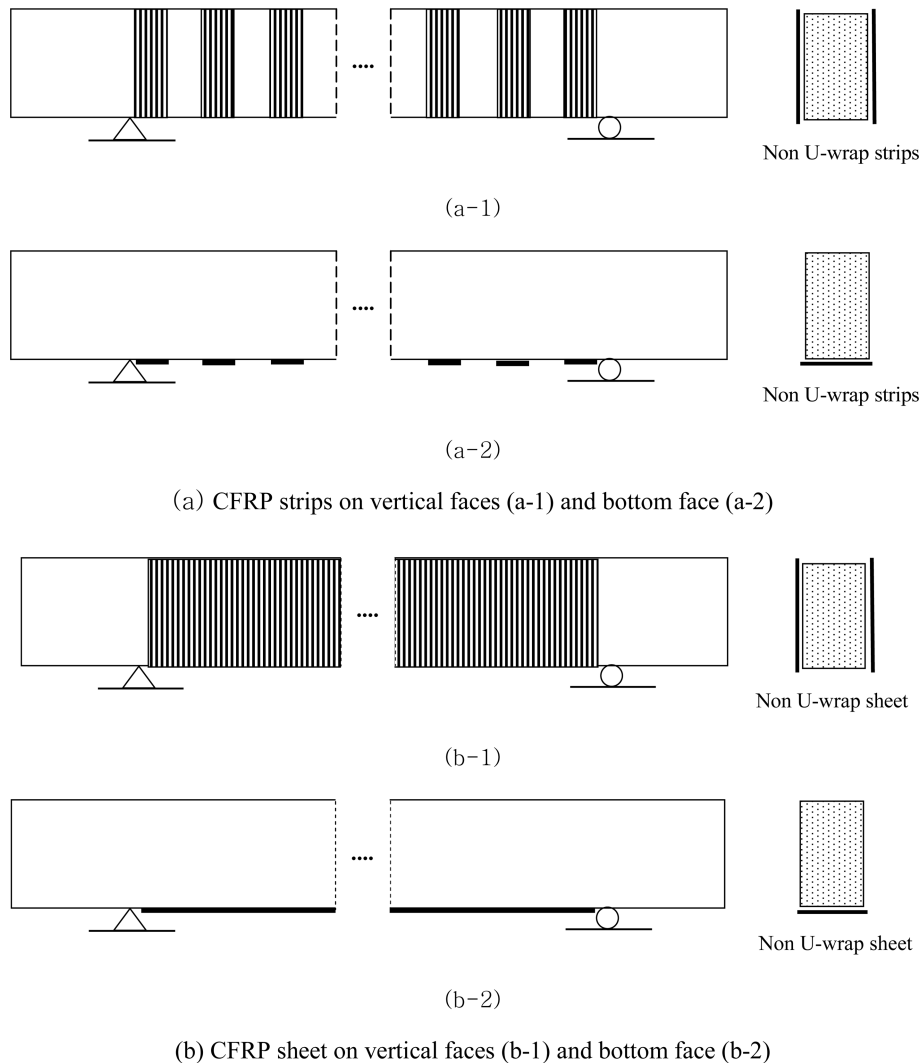 Non U-wrap strips
(a-1)
Non U-wrap strips
(a-2)
(a) CFRP strips on vertical faces (a-1) and bottom face (a-2)
Non U-wrap sheet
(b-1)
Non U-wrap sheet
(b-2)
(b) CFRP sheet on vertical faces (b-1) and bottom face (b-2)